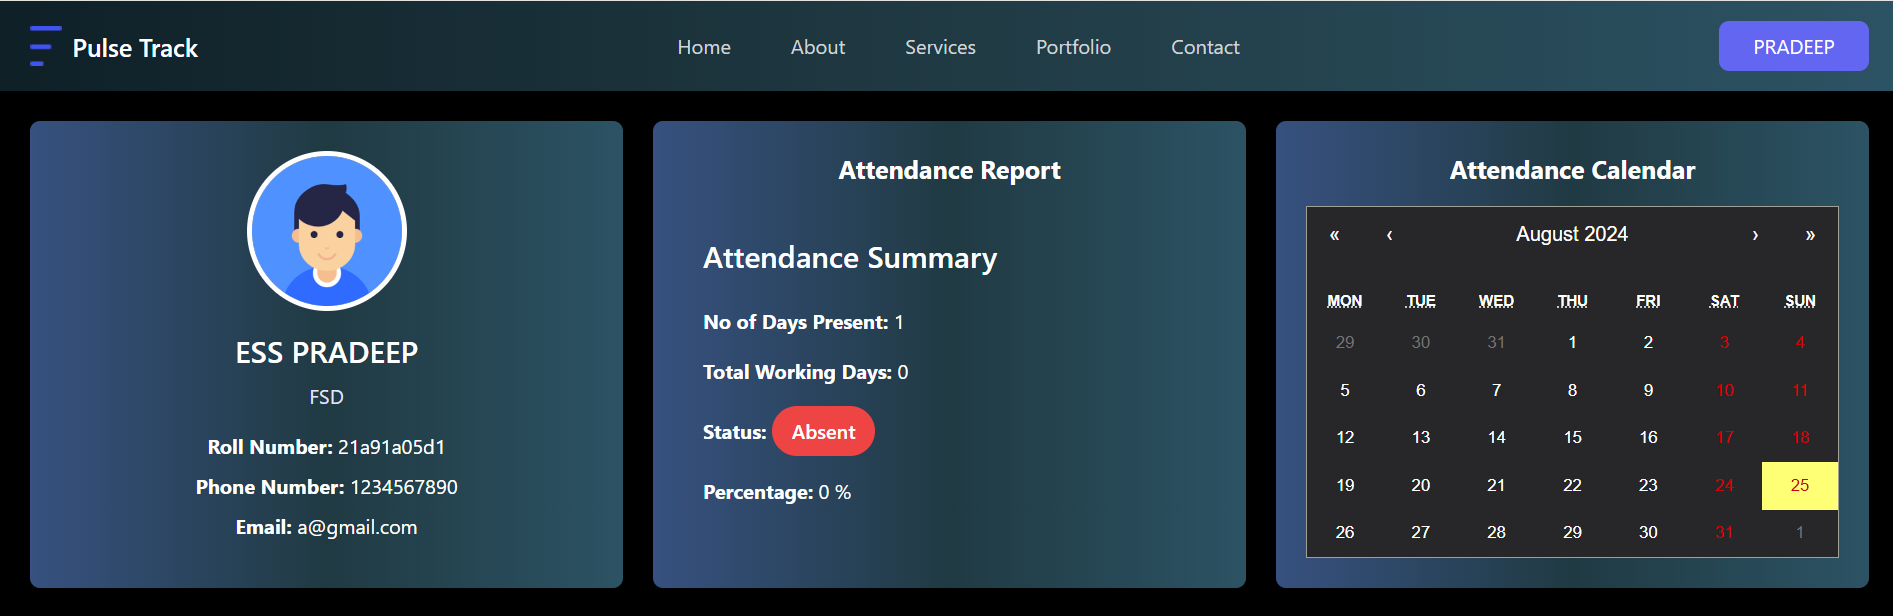 Pulse Track
Home About Services Portfolio Contact
PRADEEP
ESS PRADEEP
FSD
Roll Number: 21a91a05d1
Phone Number: 1234567890
Email: a@gmail.com
Attendance Report
Attendance Summary
No of Days Present: 1
Total Working Days: 0
Status: Absent
Percentage: 0 %
Attendance Calendar
« ‹ August 2024 › »
MON TUE WED THU FRI SAT SUN
29 30 31 1 2 3 4
5 6 7 8 9 10 11
12 13 14 15 16 17 18
19 20 21 22 23 24 25
26 27 28 29 30 31 1